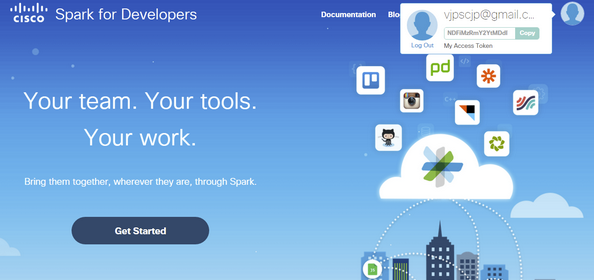 CISCO Spark for Developers
Documentation Blo
vjpscjp@gmail.c...
NDFiMzRmY2YtMDdl Copy
Log Out My Access Token
pd
Your team. Your tools.
Your work.
Bring them together, wherever they are, through Spark.
Get Started